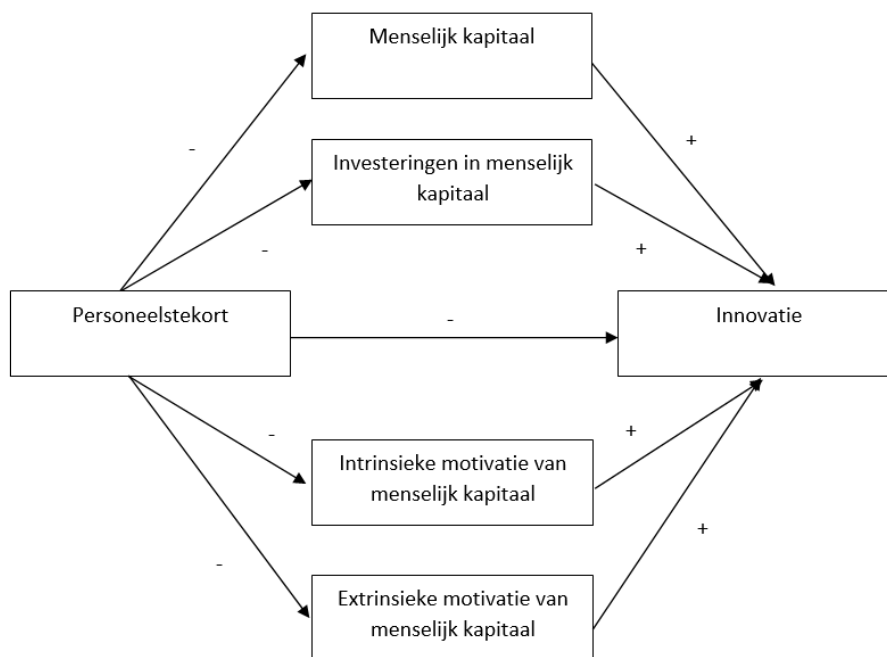 Menselijk kapitaal
-
+
Investeringen in menselijk
kapitaal
-
+
Personeelstekort
-
Innovatie
-
+
Intrinsieke motivatie van
menselijk kapitaal
-
+
Extrinsieke motivatie van
menselijk kapitaal